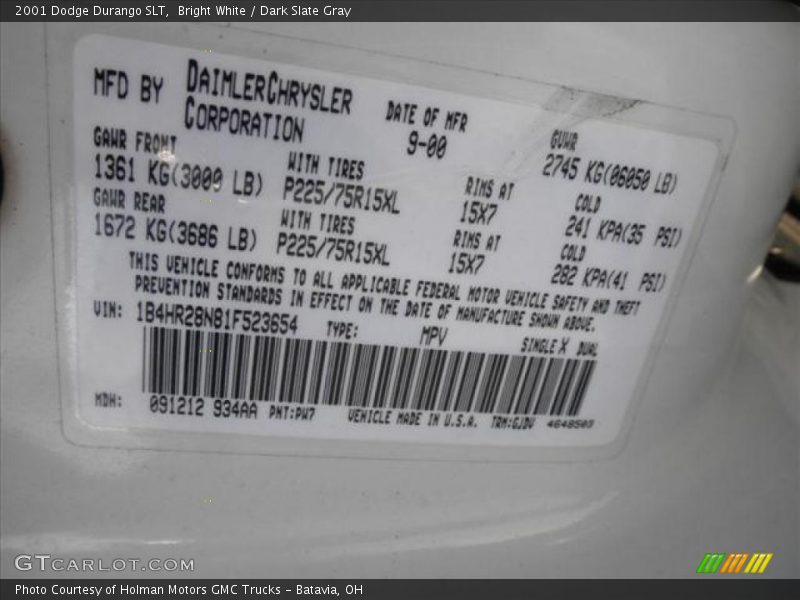 2001 Dodge Durango SLT,  Bright White / Dark Slate Gray
MFD BY DAIMLERCHRYSLER CORPORATION
DATE OF MFR 9-00
GVWR 2745 KG(06050 LB)
GAWR FRONT WITH TIRES RIMS AT COLD
1361 KG(3000 LB) P225/75R15XL 15X7 241 KPA(35 PSI)
GAWR REAR WITH TIRES RIMS AT COLD
1672 KG(3686 LB) P225/75R15XL 15X7 282 KPA(41 PSI)
THIS VEHICLE CONFORMS TO ALL APPLICABLE FEDERAL MOTOR VEHICLE SAFETY AND THEFT
PREVENTION STANDARDS IN EFFECT ON THE DATE OF MANUFACTURE SHOWN ABOVE.
VIN: 1B4HR28N81F523654 TYPE: MPV SINGLE X DUAL
MDH: 091212 934AA PNT:PW7 VEHICLE MADE IN U.S.A. TRM:GJDV 4648503
GTCARLOT.COM
Photo Courtesy of Holman Motors GMC Trucks - Batavia, OH